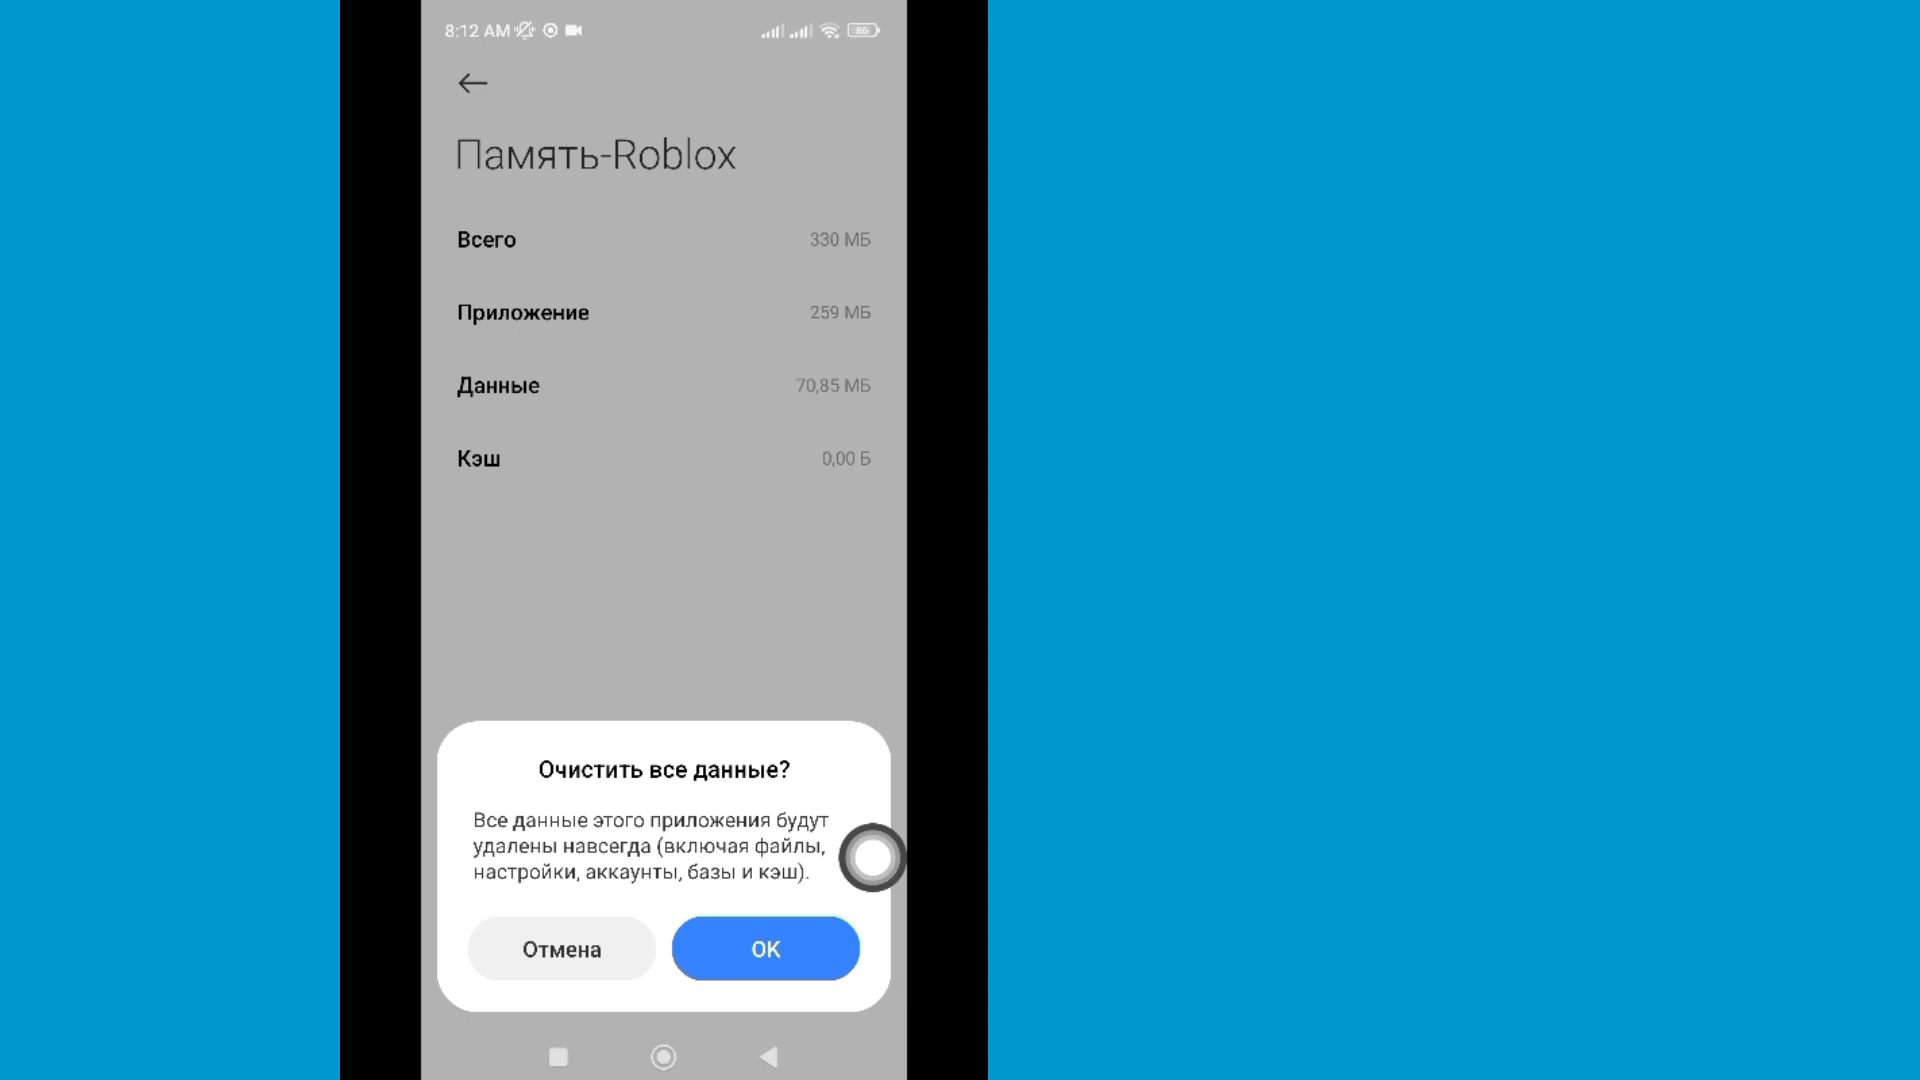 8:12 AM
86
Память-Roblox
Всего 330 МБ
Приложение 259 МБ
Данные 70,85 МБ
Кэш 0,00 Б
Очистить все данные?
Все данные этого приложения будут
удалены навсегда (включая файлы,
настройки, аккаунты, базы и кэш).
Отмена OK